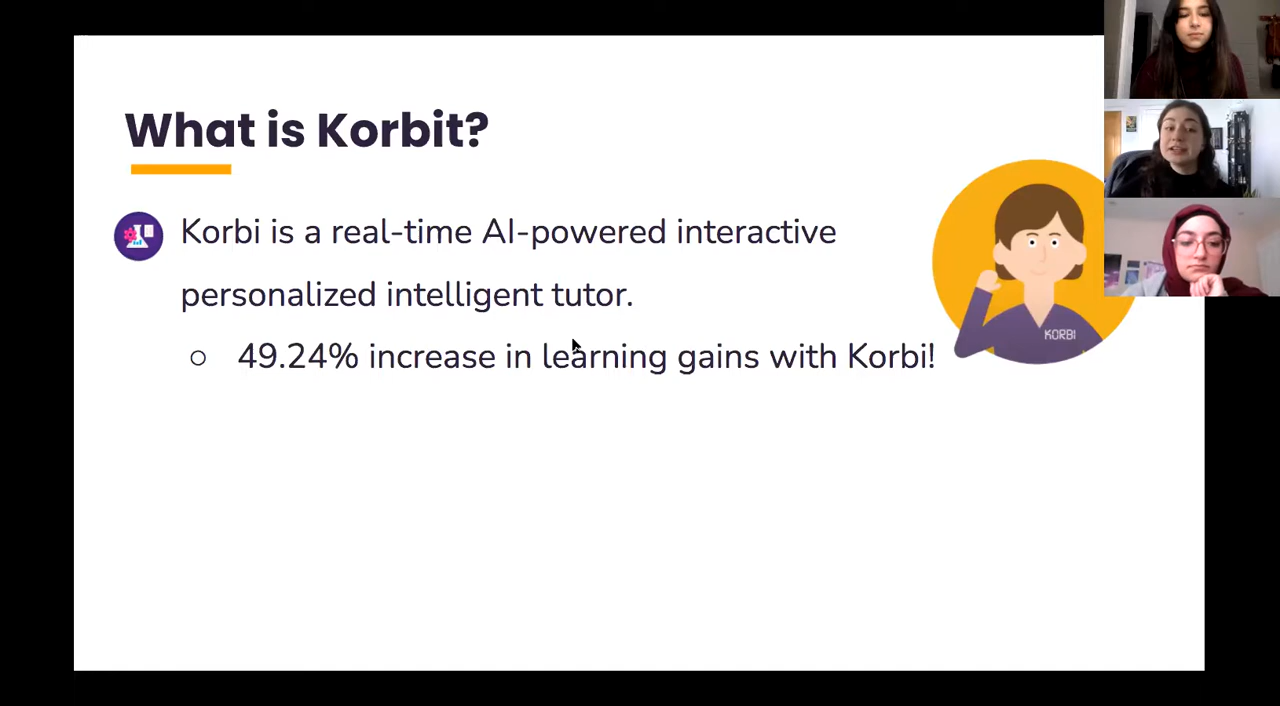 What is Korbit?
Korbi is a real-time AI-powered interactive
personalized intelligent tutor.
○ 49.24% increase in learning gains with Korbi!
KORBI